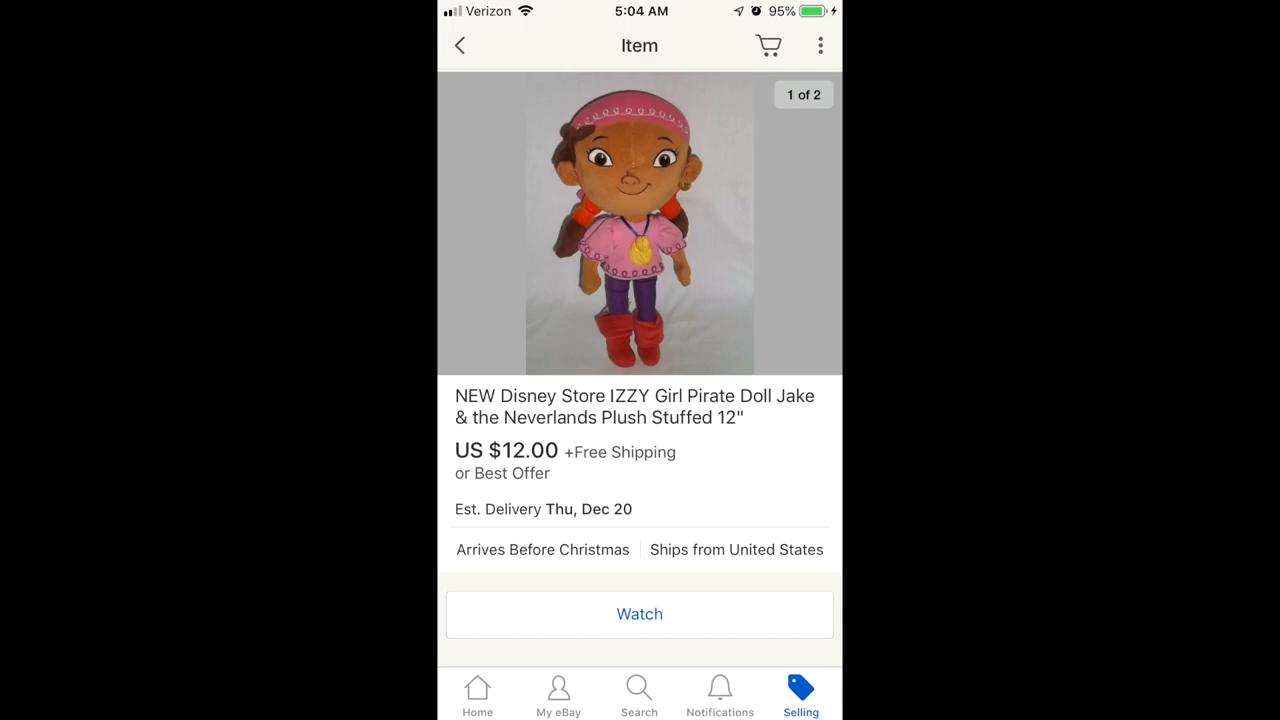 Verizon 5:04 AM 95%
Item
1 of 2
NEW Disney Store IZZY Girl Pirate Doll Jake
& the Neverlands Plush Stuffed 12"
US $12.00 +Free Shipping
or Best Offer
Est. Delivery Thu, Dec 20
Arrives Before Christmas Ships from United States
Watch
Home My eBay Search Notifications Selling